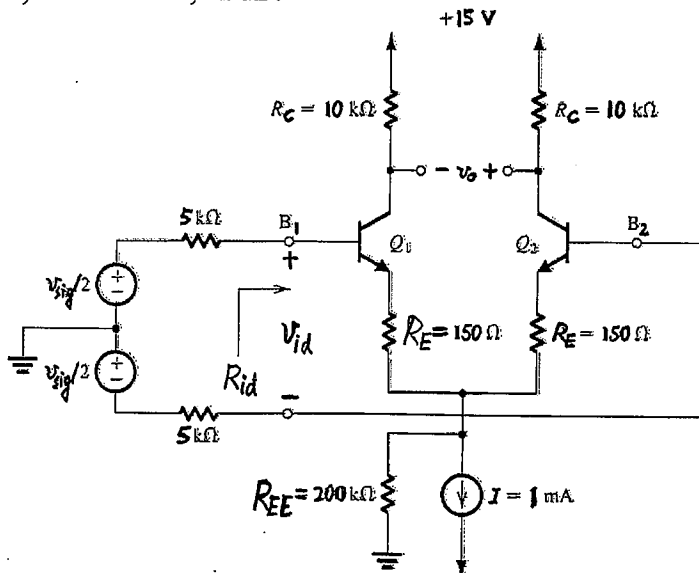 +15 V
R_C = 10 kΩ
R_C = 10 kΩ
- v_o +
5 kΩ
B_1
Q_1
Q_2
B_2
+
v_sig/2
v_id
R_E = 150 Ω
R_E = 150 Ω
v_sig/2
R_id
-
5 kΩ
R_EE = 200 kΩ
I = 1 mA